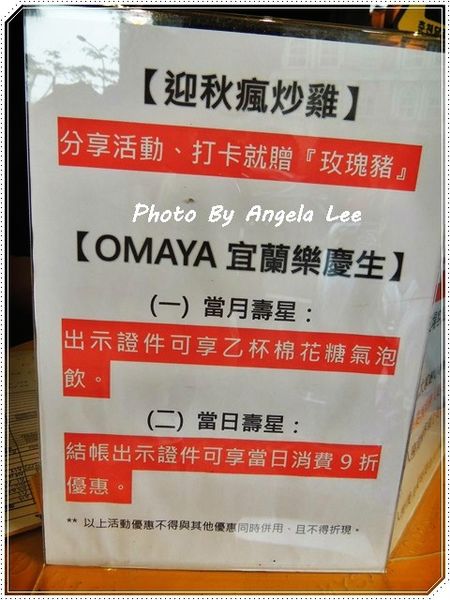 【迎秋瘋炒雞】
分享活動、打卡就贈『玫瑰豬』
Photo By Angela Lee
【OMAYA 宜蘭樂慶生】
(一) 當月壽星：
出示證件可享乙杯棉花糖氣泡
飲。
(二) 當日壽星：
結帳出示證件可享當日消費 9 折
優惠。
** 以上活動優惠不得與其他優惠同時併用、且不得折現。